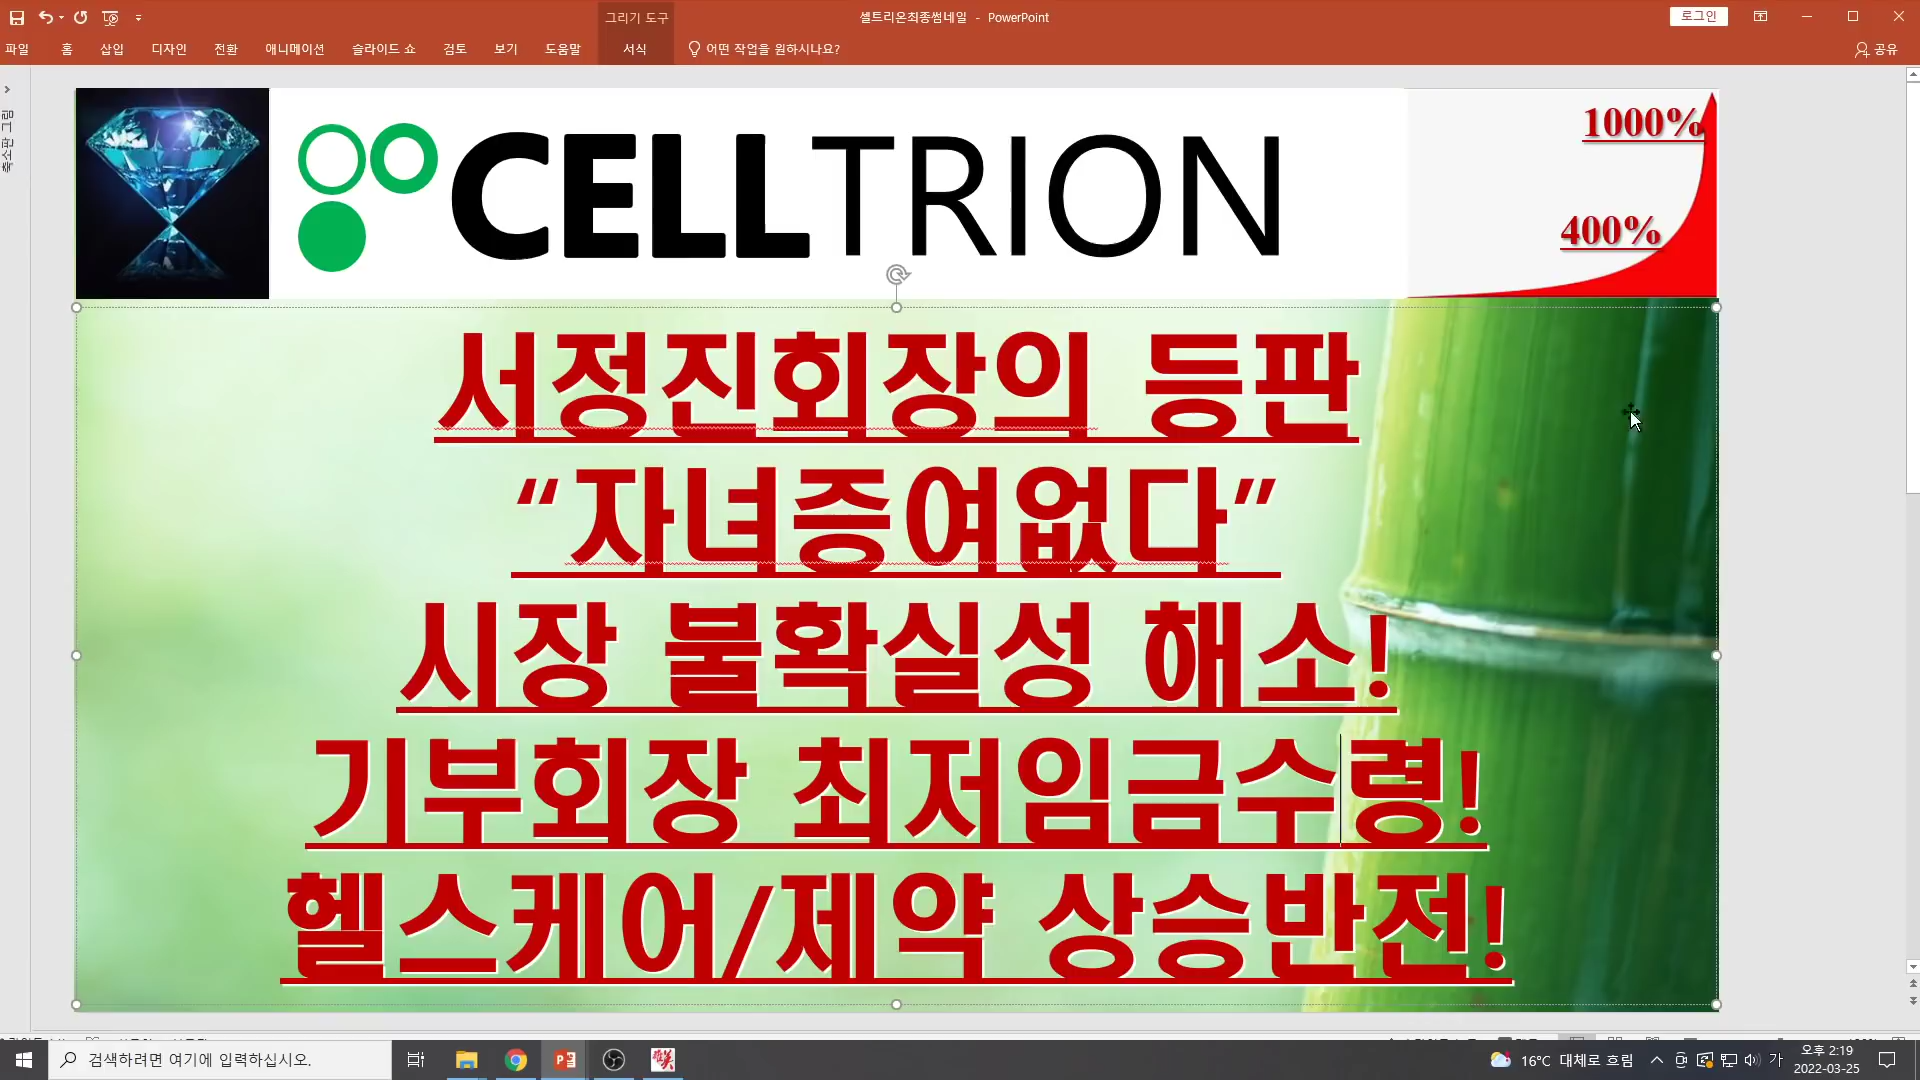 그리기 도구
셀트리온최종썸네일 - PowerPoint
로그인
파일 홈 삽입 디자인 전환 애니메이션 슬라이드 쇼 검토 보기 도움말 서식 어떤 작업을 원하시나요? 공유
축소판 그림
CELLTRION
1000%
400%
서정진회장의 등판
“자녀증여없다”
시장 불확실성 해소!
기부회장 최저임금수령!
헬스케어/제약 상승반전!
검색하려면 여기에 입력하십시오.
16°C 대체로 흐림
가
오후 2:19
2022-03-25